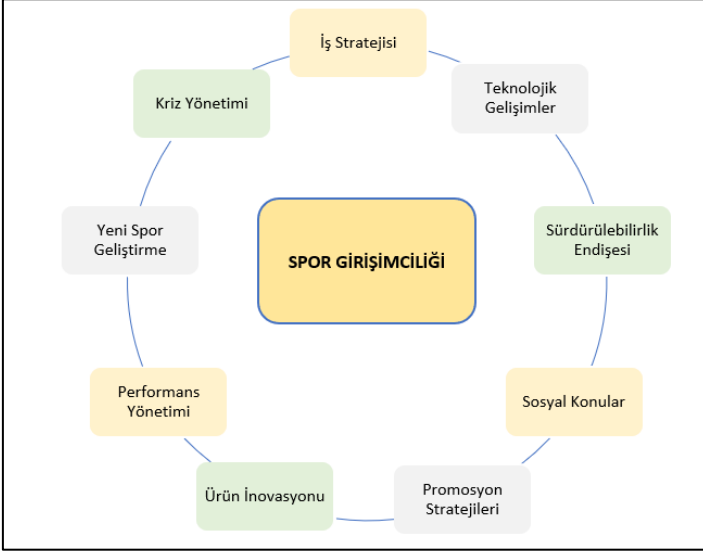 İş Stratejisi
Teknolojik
Gelişimler
Sürdürülebilirlik
Endişesi
Sosyal Konular
Promosyon
Stratejileri
Ürün İnovasyonu
Performans
Yönetimi
Yeni Spor
Geliştirme
Kriz Yönetimi
SPOR GİRİŞİMCİLİĞİ